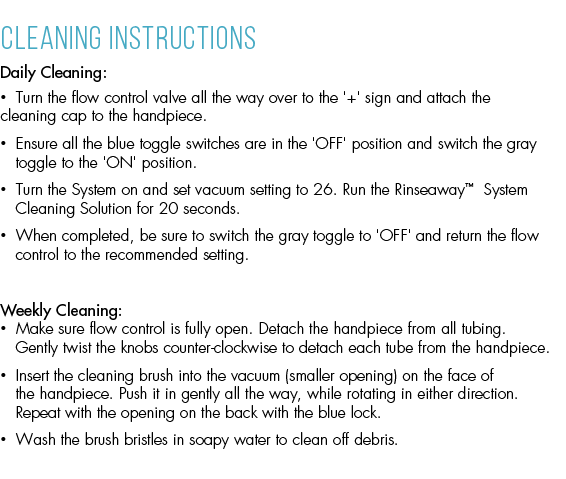 CLEANING INSTRUCTIONS
Daily Cleaning:
• Turn the flow control valve all the way over to the '+' sign and attach the
cleaning cap to the handpiece.
• Ensure all the blue toggle switches are in the 'OFF' position and switch the gray
toggle to the 'ON' position.
• Turn the System on and set vacuum setting to 26. Run the Rinseaway™ System
Cleaning Solution for 20 seconds.
• When completed, be sure to switch the gray toggle to 'OFF' and return the flow
control to the recommended setting.
Weekly Cleaning:
• Make sure flow control is fully open. Detach the handpiece from all tubing.
Gently twist the knobs counter-clockwise to detach each tube from the handpiece.
• Insert the cleaning brush into the vacuum (smaller opening) on the face of
the handpiece. Push it in gently all the way, while rotating in either direction.
Repeat with the opening on the back with the blue lock.
• Wash the brush bristles in soapy water to clean off debris.